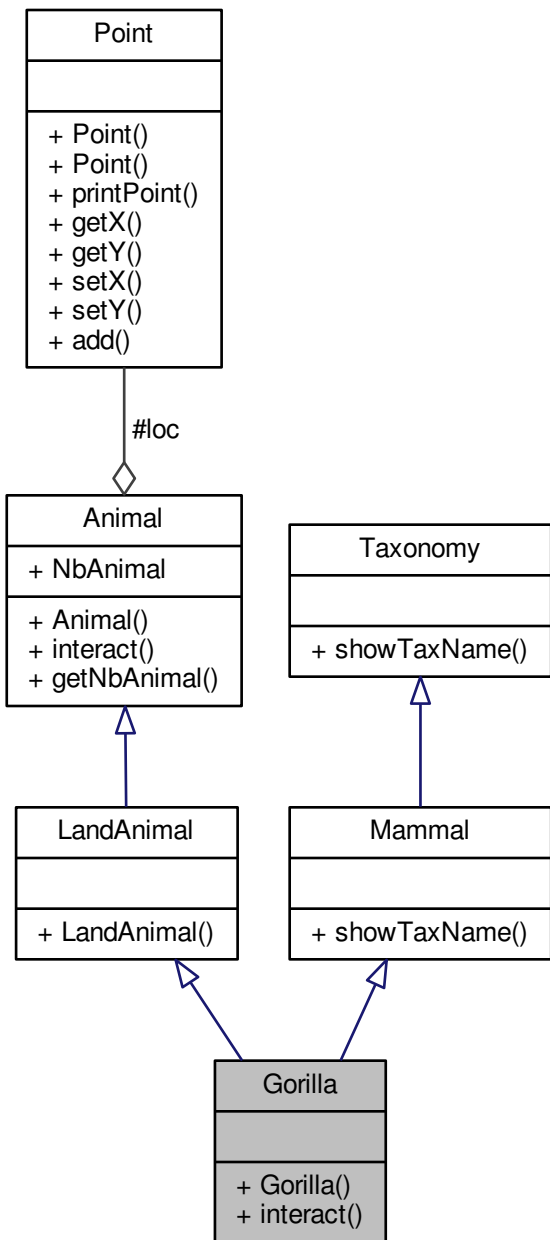 Point
+ Point()
+ Point()
+ printPoint()
+ getX()
+ getY()
+ setX()
+ setY()
+ add()
#loc
Animal
+ NbAnimal
+ Animal()
+ interact()
+ getNbAnimal()
Taxonomy
+ showTaxName()
LandAnimal
+ LandAnimal()
Mammal
+ showTaxName()
Gorilla
+ Gorilla()
+ interact()